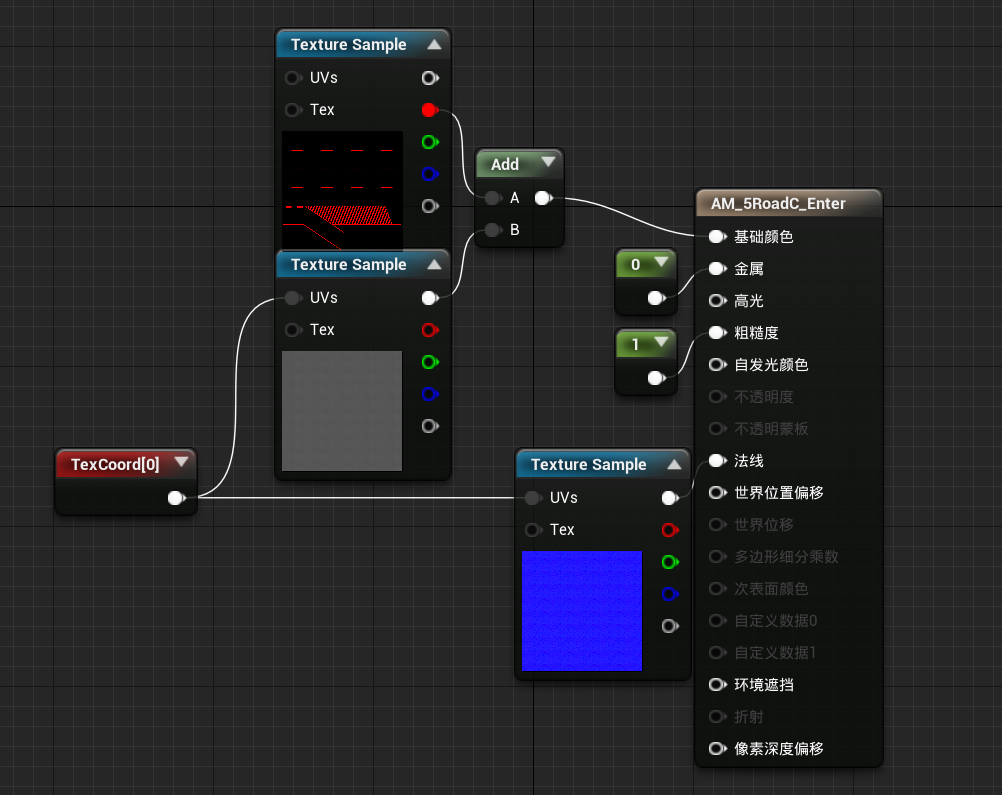 Texture Sample
UVs
Tex
Add
A
B
Texture Sample
UVs
Tex
TexCoord[0]
0
1
Texture Sample
UVs
Tex
AM_5RoadC_Enter
基础颜色
金属
高光
粗糙度
自发光颜色
不透明度
不透明蒙板
法线
世界位置偏移
世界位移
多边形细分乘数
次表面颜色
自定义数据0
自定义数据1
环境遮挡
折射
像素深度偏移